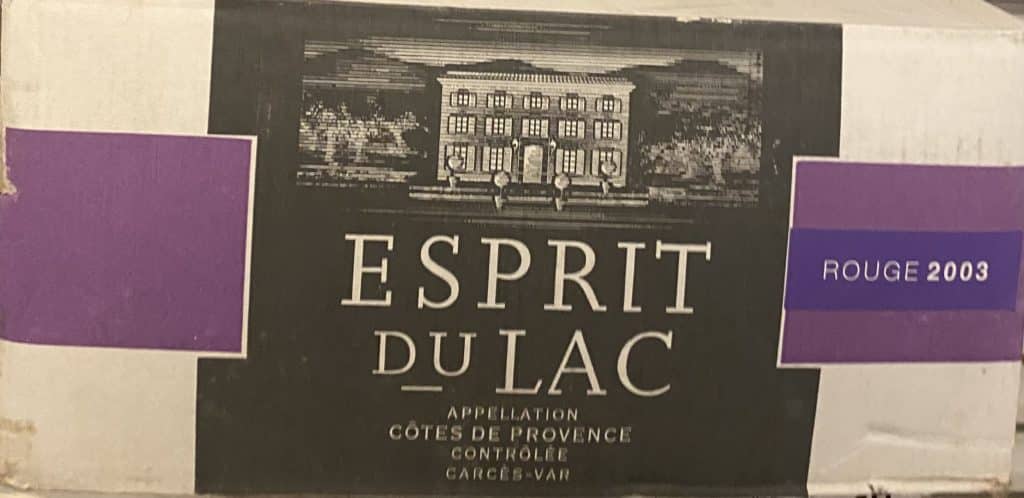 ESPRIT
DU LAC
APPELLATION
CÔTES DE PROVENCE
CONTRÔLÉE
CARCÈS-VAR
ROUGE 2003